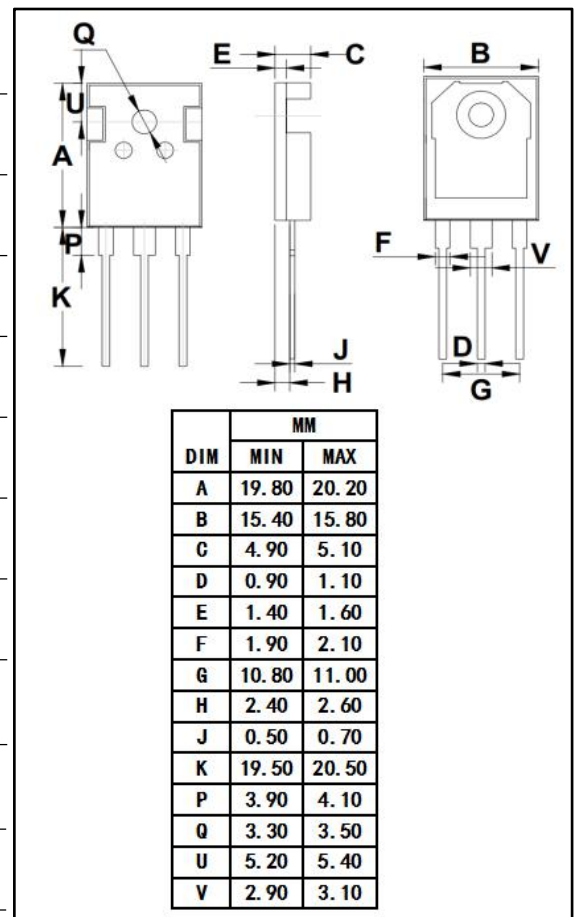 Q
E C
B
U
A
P
K
F V
J
D
H
G
MM
DIM MIN MAX
A 19.80 20.20
B 15.40 15.80
C 4.90 5.10
D 0.90 1.10
E 1.40 1.60
F 1.90 2.10
G 10.80 11.00
H 2.40 2.60
J 0.50 0.70
K 19.50 20.50
P 3.90 4.10
Q 3.30 3.50
U 5.20 5.40
V 2.90 3.10